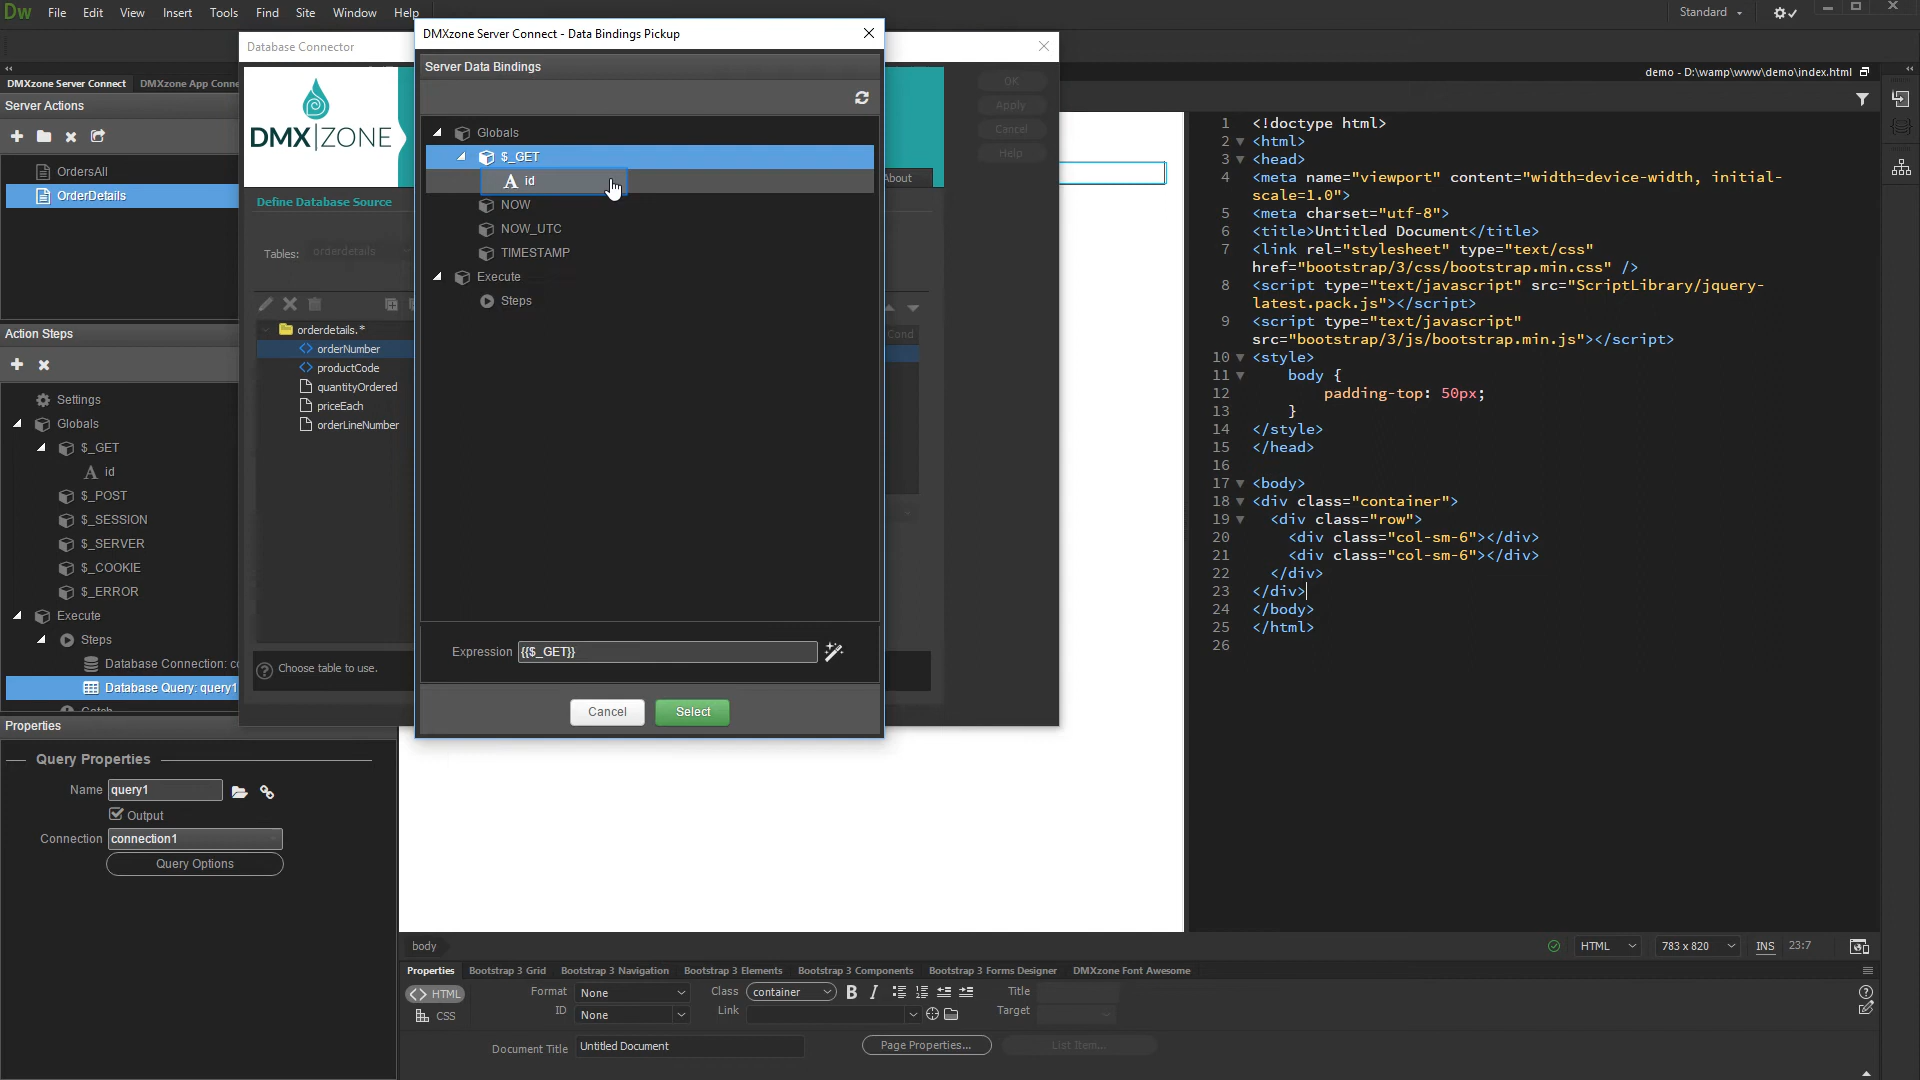 Dw File Edit View Insert Tools Find Site Window Help Standard
Database Connector
DMXzone Server Connect - Data Bindings Pickup
Server Data Bindings
Globals
$_GET
id
NOW
NOW_UTC
TIMESTAMP
Execute
Steps
Expression {{$_GET}}
Cancel Select
DMXzone Server Connect DMXzone App Conne
Server Actions
OrdersAll
OrderDetails
Action Steps
Settings
Globals
$_GET
id
$_POST
$_SESSION
$_SERVER
$_COOKIE
$_ERROR
Execute
Steps
Database Connection: co
Database Query: query1
Catch
Properties
Query Properties
Name query1
Output
Connection connection1
Query Options
DMX ZONE
About
Define Database Source
Tables: orderdetails
Cond
orderdetails.*
orderNumber
productCode
quantityOrdered
priceEach
orderLineNumber
Choose table to use.
OK
Apply
Cancel
Help
demo - D:\wamp\www\demo\index.html
1 <!doctype html>
2 <html>
3 <head>
4 <meta name="viewport" content="width=device-width, initial-
scale=1.0">
5 <meta charset="utf-8">
6 <title>Untitled Document</title>
7 <link rel="stylesheet" type="text/css"
href="bootstrap/3/css/bootstrap.min.css" />
8 <script type="text/javascript" src="ScriptLibrary/jquery-
latest.pack.js"></script>
9 <script type="text/javascript"
src="bootstrap/3/js/bootstrap.min.js"></script>
10 <style>
11 body {
12 padding-top: 50px;
13 }
14 </style>
15 </head>
16
17 <body>
18 <div class="container">
19 <div class="row">
20 <div class="col-sm-6"></div>
21 <div class="col-sm-6"></div>
22 </div>
23 </div>
24 </body>
25 </html>
26
body
HTML 783 x 820 INS 23:7
Properties Bootstrap 3 Grid Bootstrap 3 Navigation Bootstrap 3 Elements Bootstrap 3 Components Bootstrap 3 Forms Designer DMXzone Font Awesome
HTML Format None Class container B I Title
CSS ID None Link Target
Document Title Untitled Document Page Properties... List Item...